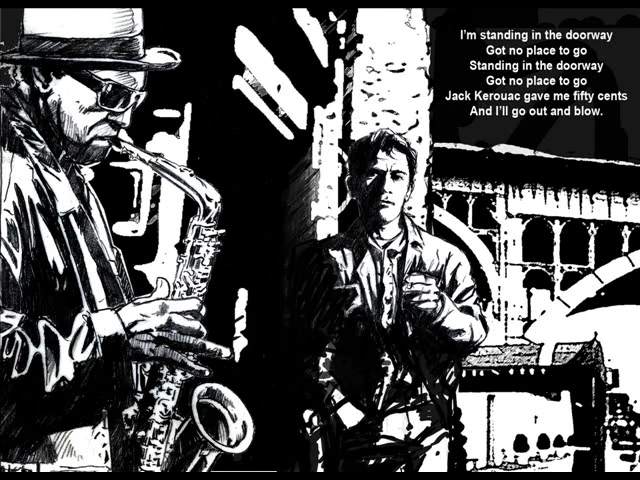 I'm standing in the doorway
Got no place to go
Standing in the doorway
Got no place to go
Jack Kerouac gave me fifty cents
And I'll go out and blow.